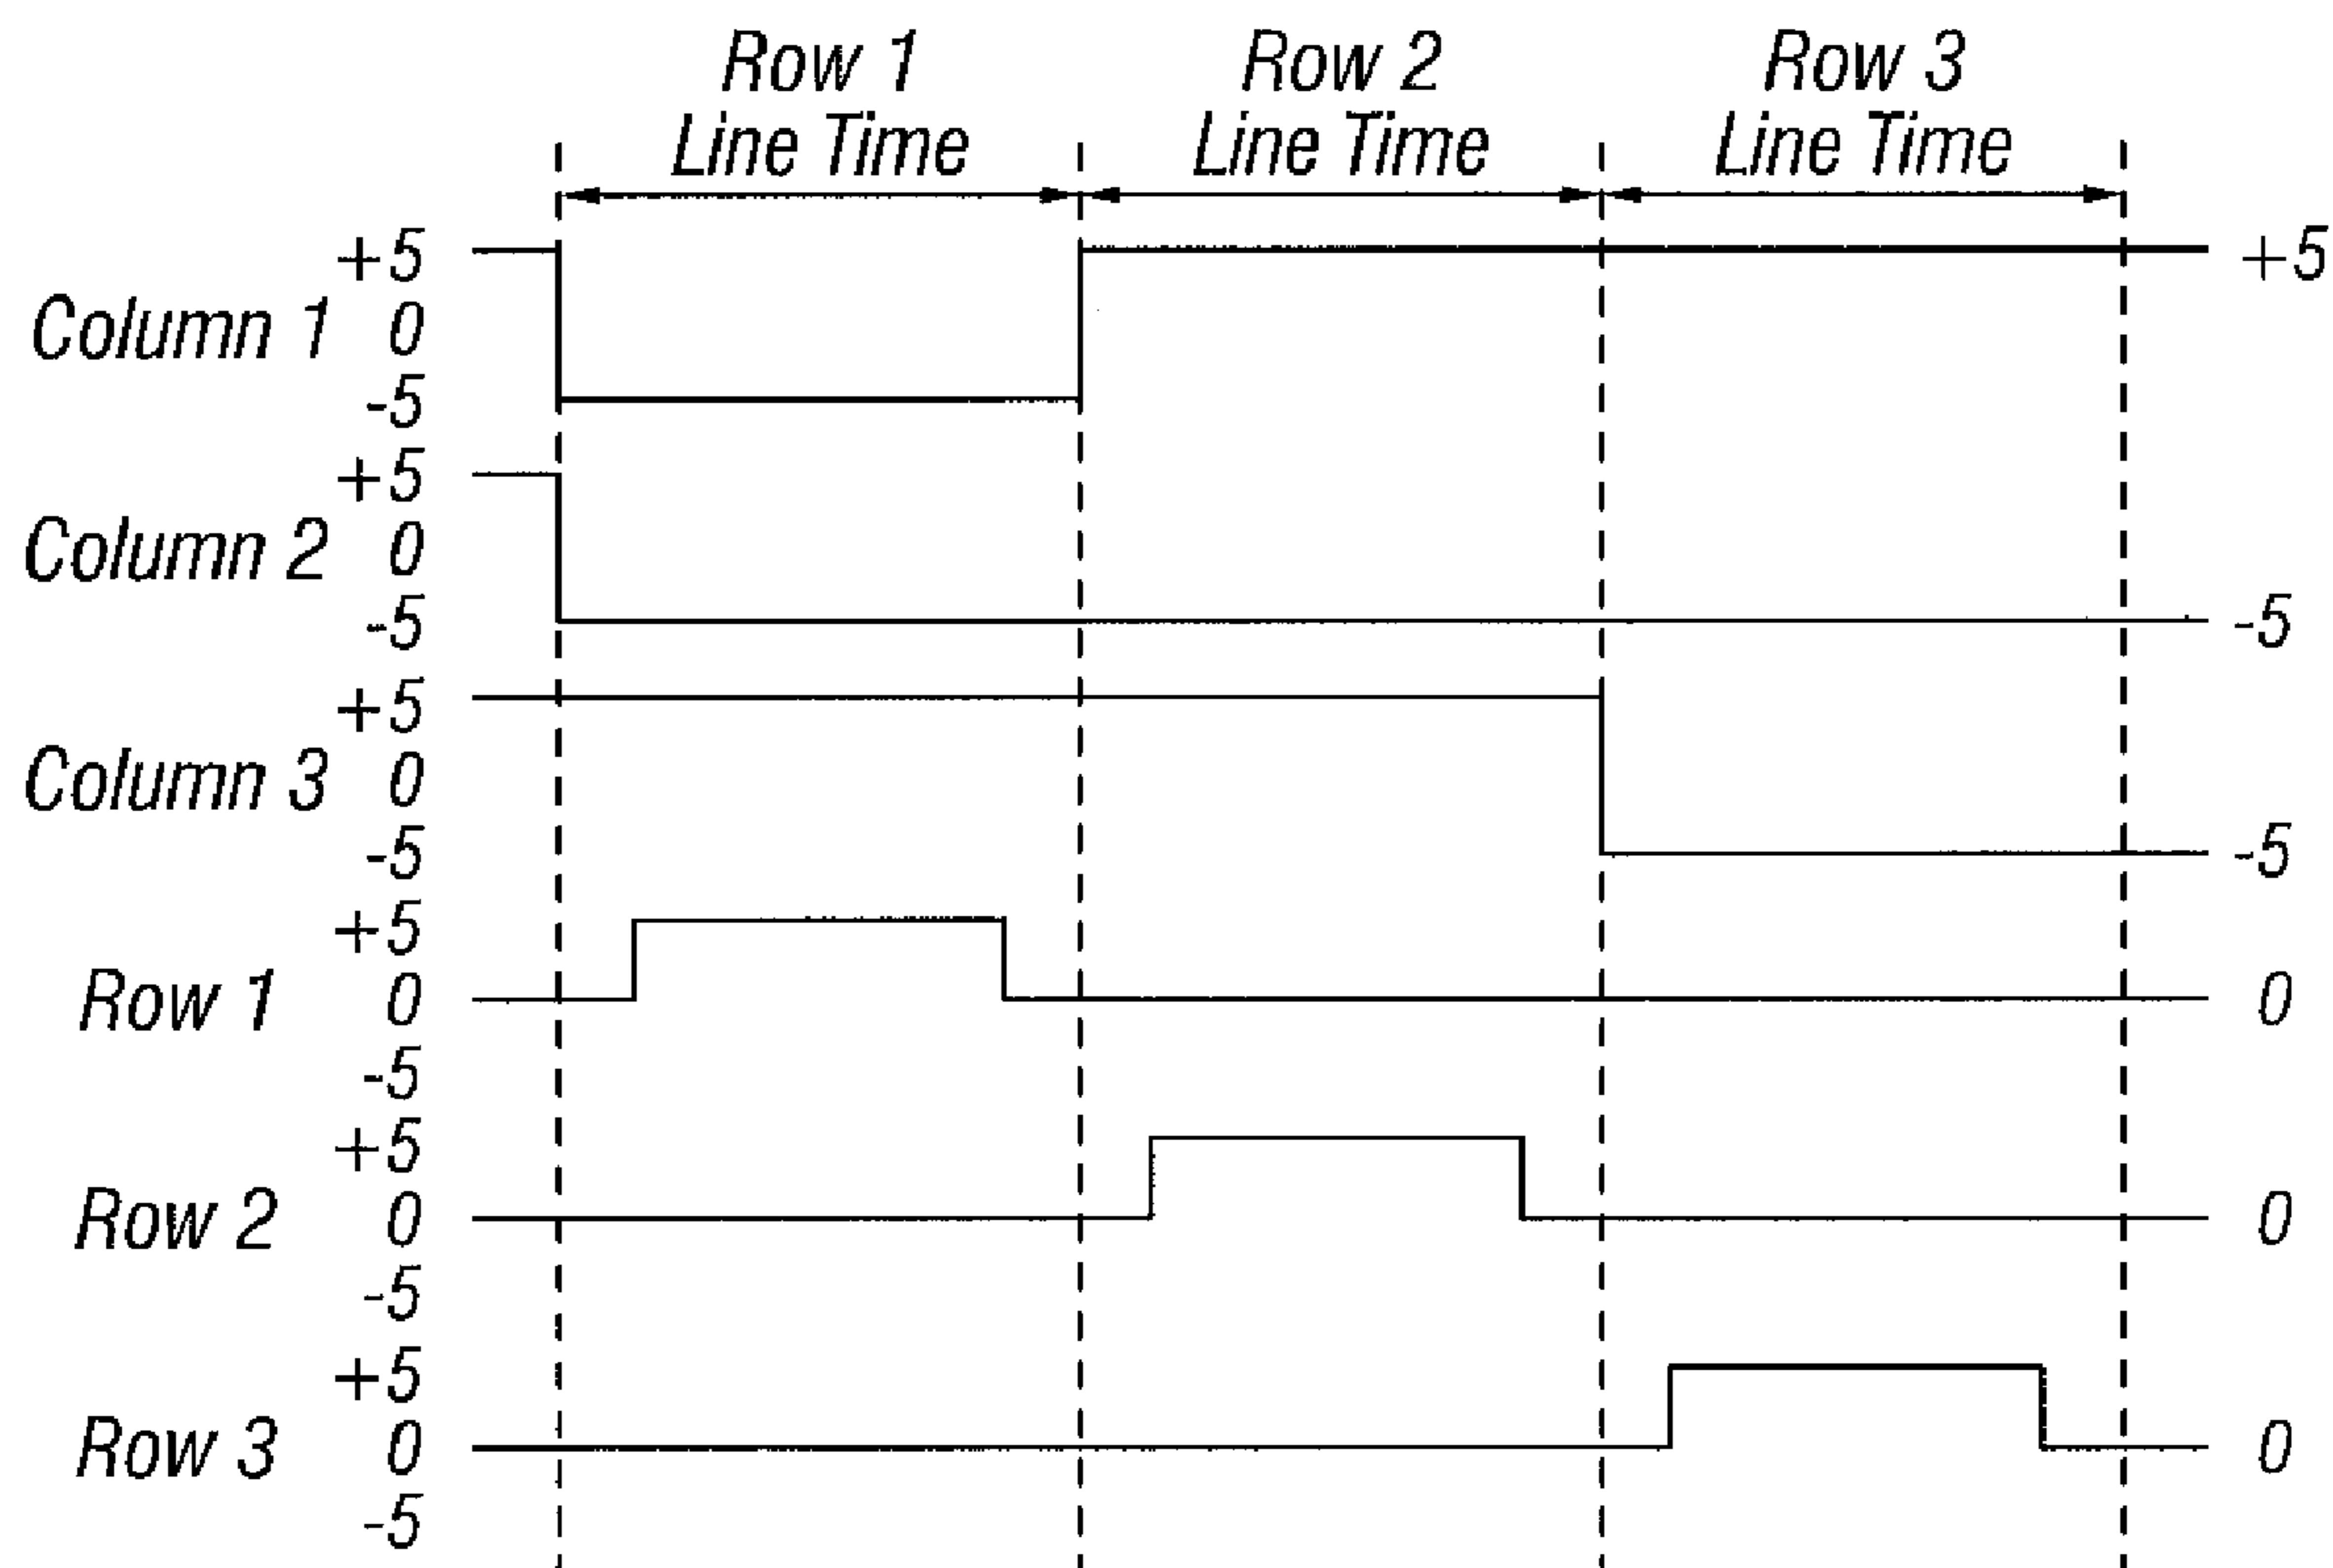 Row 1 Row 2 Row 3
Line Time Line Time Line Time
+5 +5
Column 1 0
-5
+5
Column 2 0
-5 -5
+5
Column 3 0
-5 -5
+5
Row 1 0 0
-5
+5
Row 2 0 0
-5
+5
Row 3 0 0
-5